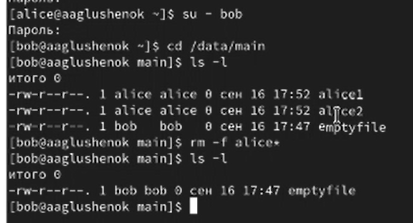 Пароль:
[alice@aaglushenok ~]$ su - bob
Пароль:
[bob@aaglushenok ~]$ cd /data/main
[bob@aaglushenok main]$ ls -l
итого 0
-rw-r--r--. 1 alice alice 0 сен 16 17:52 alice1
-rw-r--r--. 1 alice alice 0 сен 16 17:52 alice2
-rw-r--r--. 1 bob   bob   0 сен 16 17:47 emptyfile
[bob@aaglushenok main]$ rm -f alice*
[bob@aaglushenok main]$ ls -l
итого 0
-rw-r--r--. 1 bob bob 0 сен 16 17:47 emptyfile
[bob@aaglushenok main]$